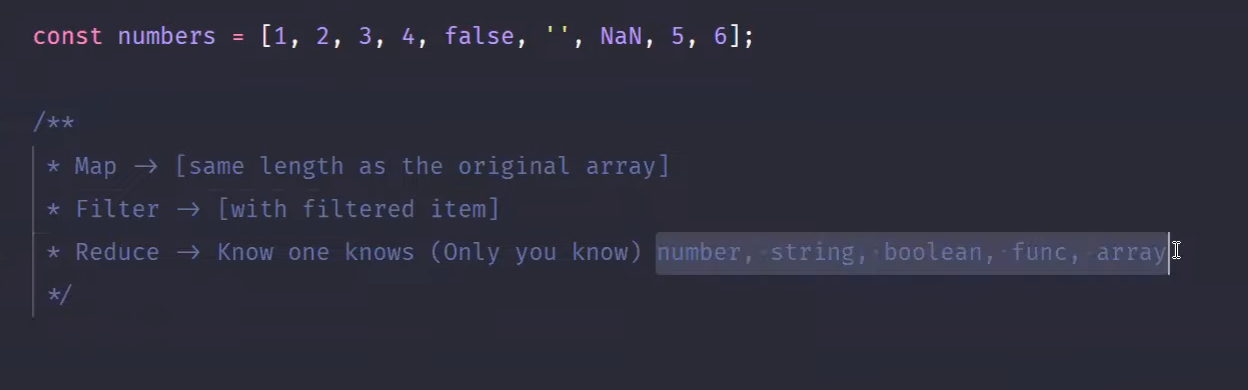 const numbers = [1, 2, 3, 4, false, '', NaN, 5, 6];
/**
* Map -> [same length as the original array]
* Filter -> [with filtered item]
* Reduce -> Know one knows (Only you know) number, string, boolean, func, array
*/